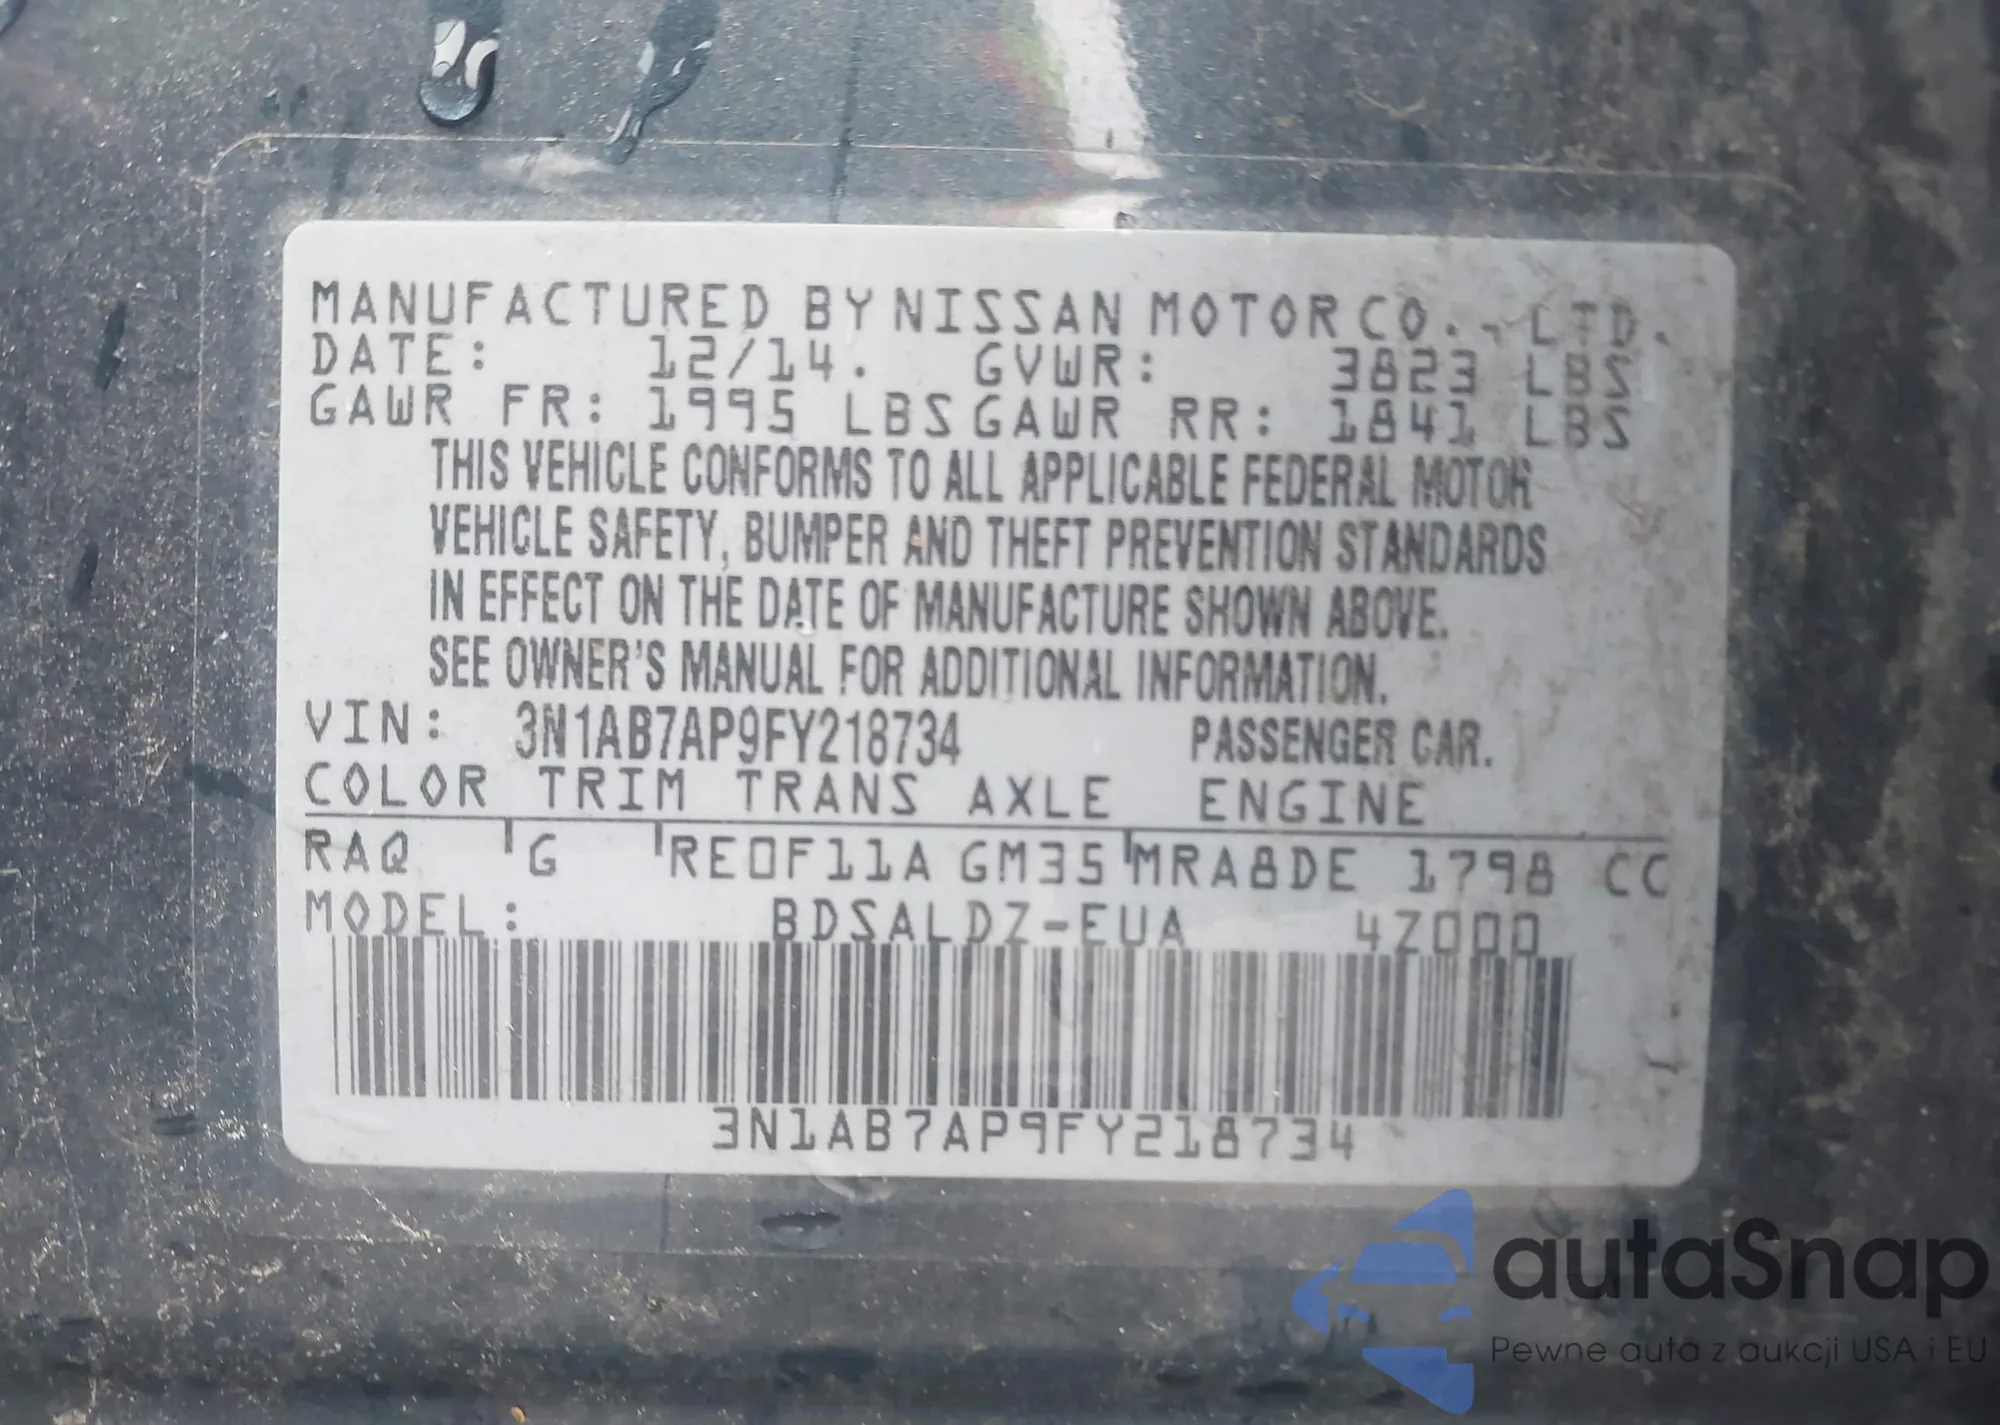 MANUFACTURED BY NISSAN MOTOR CO., LTD.
DATE: 12/14. GVWR: 3823 LBS
GAWR FR: 1995 LBS GAWR RR: 1841 LBS
THIS VEHICLE CONFORMS TO ALL APPLICABLE FEDERAL MOTOR
VEHICLE SAFETY, BUMPER AND THEFT PREVENTION STANDARDS
IN EFFECT ON THE DATE OF MANUFACTURE SHOWN ABOVE.
SEE OWNER'S MANUAL FOR ADDITIONAL INFORMATION.
VIN: 3N1AB7AP9FY218734 PASSENGER CAR.
COLOR TRIM TRANS AXLE ENGINE
RAQ G RE0F11A GM35 MRA8DE 1798 CC
MODEL: BDSALDZ-EUA 4Z000
3N1AB7AP9FY218734
autaSnap
Pewne auta z aukcji USA i EU